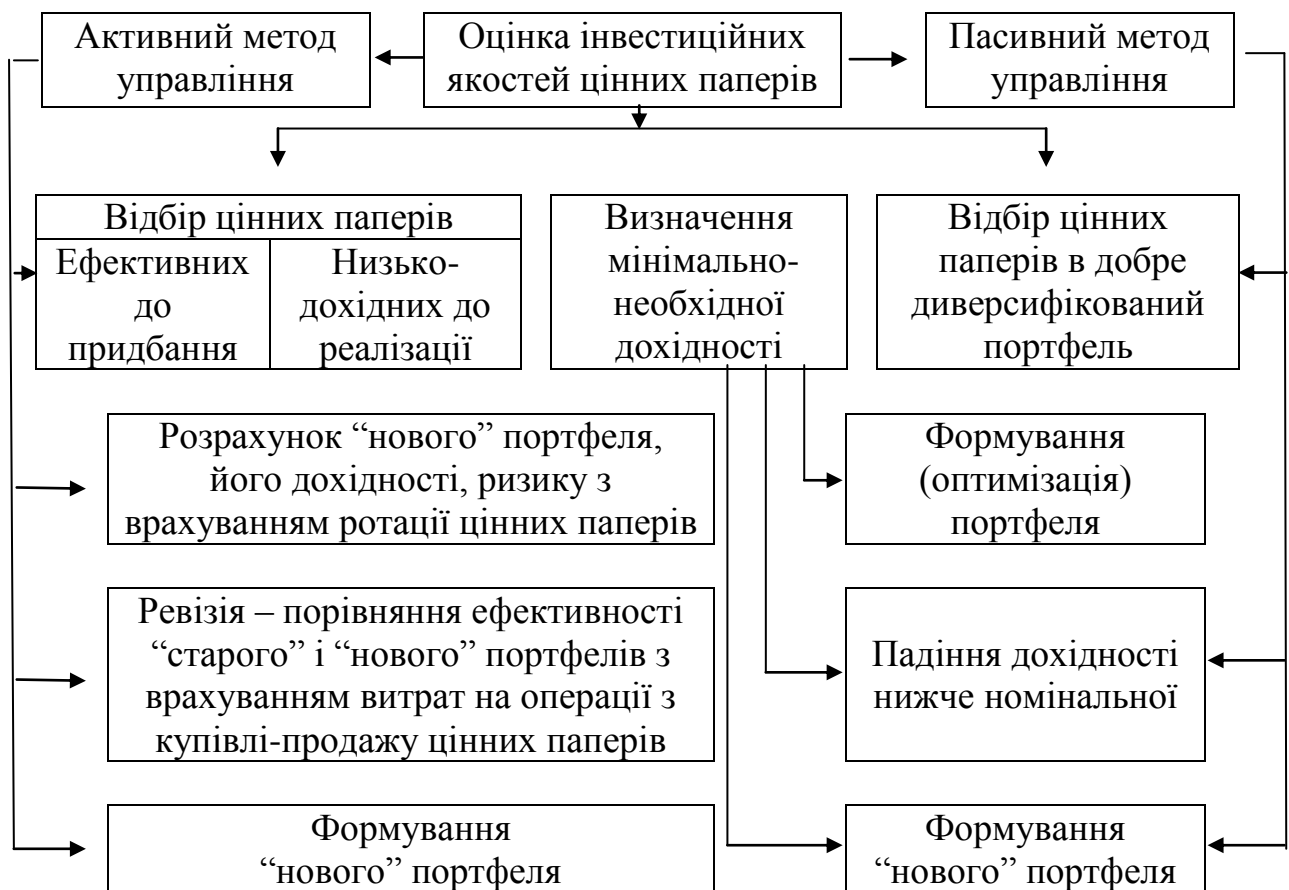 Активний метод
управління
Оцінка інвестиційних
якостей цінних паперів
Пасивний метод
управління
Відбір цінних паперів
Ефективних
до
придбання
Низько-
дохідних до
реалізації
Визначення
мінімально-
необхідної
дохідності
Відбір цінних
паперів в добре
диверсифікований
портфель
Розрахунок “нового” портфеля,
його дохідності, ризику з
врахуванням ротації цінних паперів
Формування
(оптимізація)
портфеля
Ревізія – порівняння ефективності
“старого” і “нового” портфелів з
врахуванням витрат на операції з
купівлі-продажу цінних паперів
Падіння дохідності
нижче номінальної
Формування
“нового” портфеля
Формування
“нового” портфеля